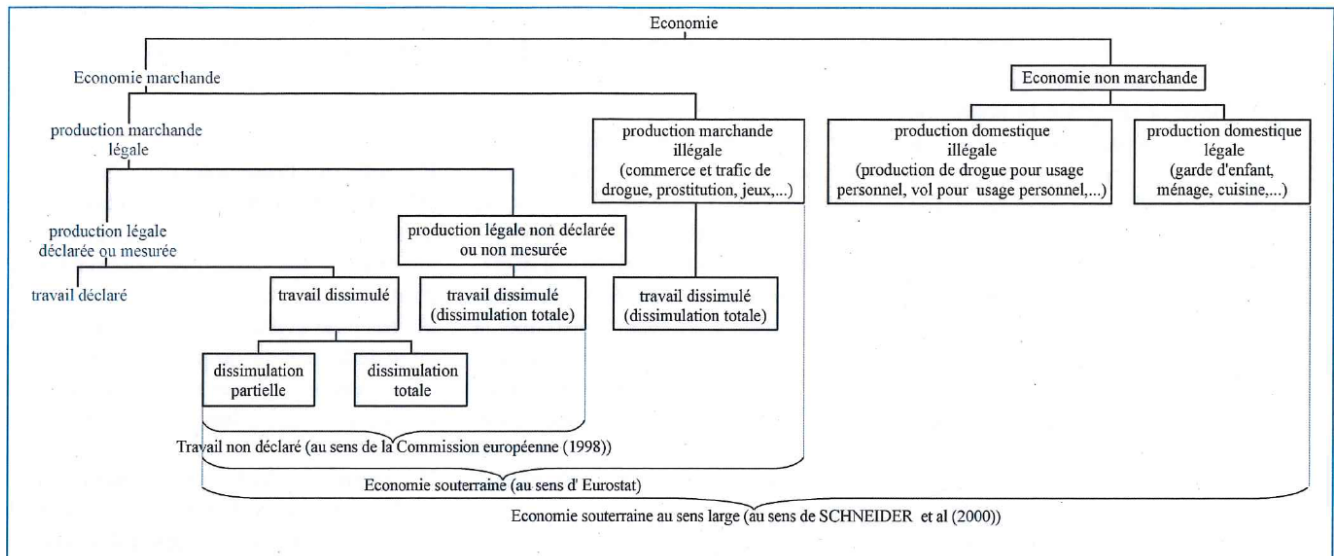 Economie
Economie marchande
Economie non marchande
production marchande
légale
production marchande
illégale
(commerce et trafic de
drogue, prostitution, jeux,...)
production domestique
illégale
(production de drogue pour usage
personnel, vol pour usage personnel,...)
production domestique
légale
(garde d'enfant,
ménage, cuisine,...)
production légale
déclarée ou mesurée
production légale non déclarée
ou non mesurée
travail déclaré
travail dissimulé
travail dissimulé
(dissimulation totale)
travail dissimulé
(dissimulation totale)
dissimulation
partielle
dissimulation
totale
Travail non déclaré (au sens de la Commission européenne (1998))
Economie souterraine (au sens d' Eurostat)
Economie souterraine au sens large (au sens de SCHNEIDER et al (2000))